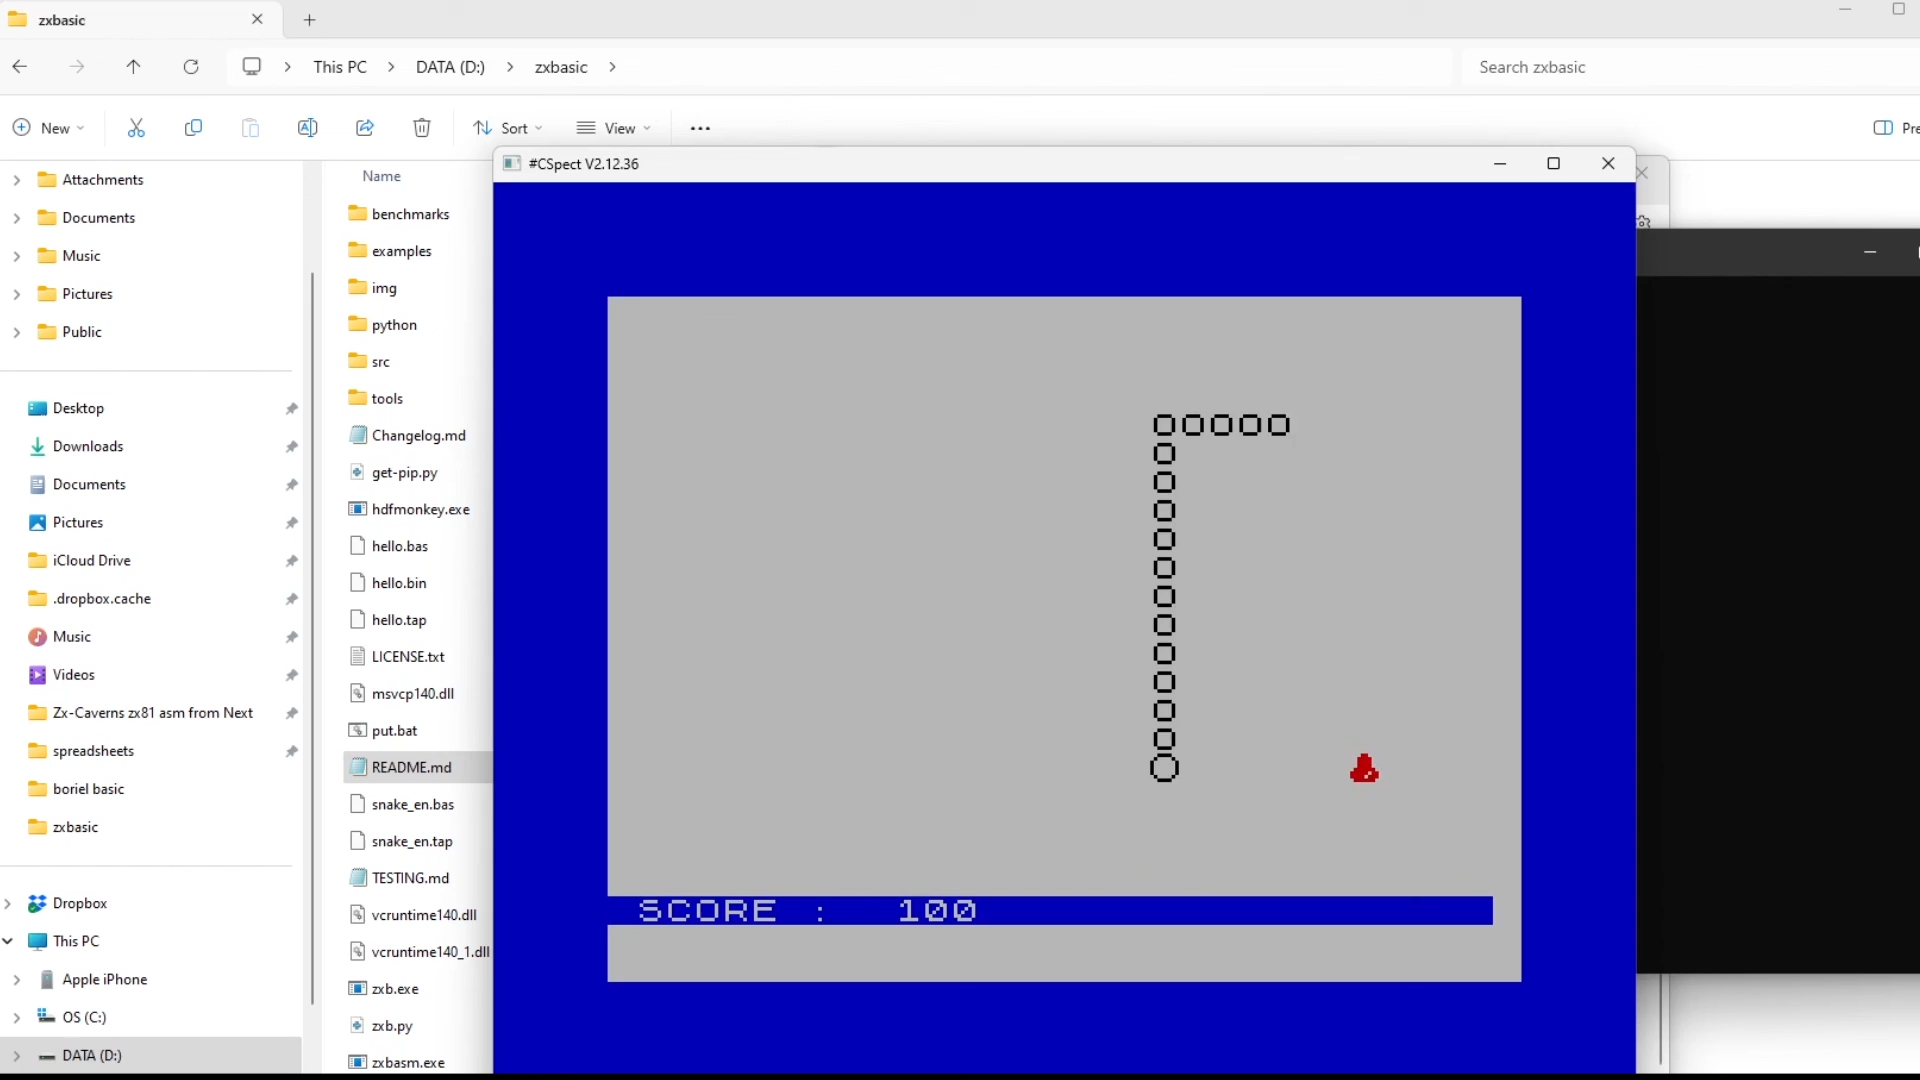 zxbasic
This PC
DATA (D:)
zxbasic
Search zxbasic
New
Sort
View
Attachments
Documents
Music
Pictures
Public
Desktop
Downloads
Documents
Pictures
iCloud Drive
.dropbox.cache
Music
Videos
Zx-Caverns zx81 asm from Next
spreadsheets
boriel basic
zxbasic
Dropbox
This PC
Apple iPhone
OS (C:)
DATA (D:)
Name
benchmarks
examples
img
python
src
tools
Changelog.md
get-pip.py
hdfmonkey.exe
hello.bas
hello.bin
hello.tap
LICENSE.txt
msvcp140.dll
put.bat
README.md
snake_en.bas
snake_en.tap
TESTING.md
vcruntime140.dll
vcruntime140_1.dll
zxb.exe
zxb.py
zxbasm.exe
#CSpect V2.12.36
SCORE : 100